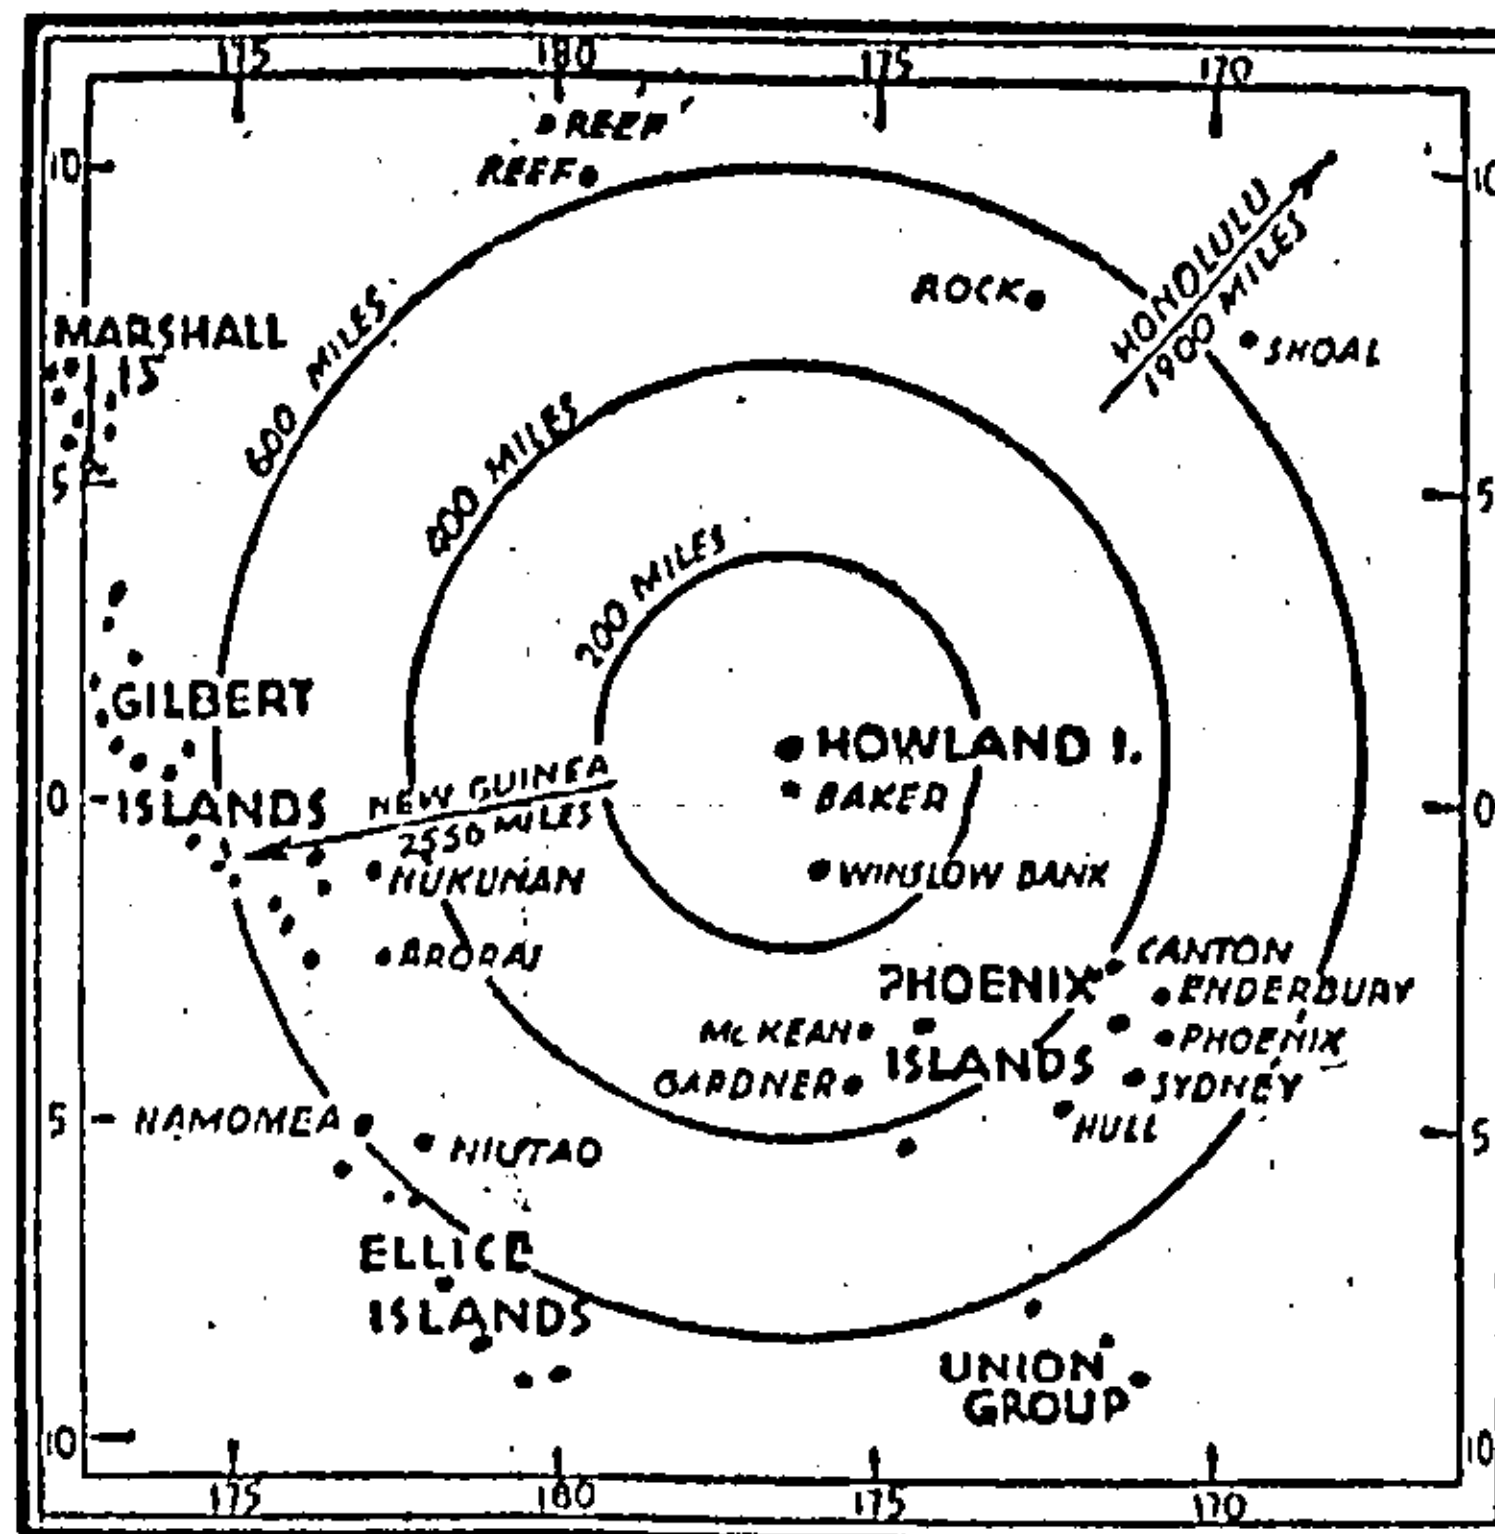 175 180 175 170
REEF
REEF
10 10
HONOLULU
1900 MILES
ROCK
MARSHALL
IS
600 MILES
SHOAL
400 MILES
5 5
200 MILES
GILBERT
HOWLAND I.
NEW GUINEA
2550 MILES
0 ISLANDS BAKER 0
NUKUNAN
WINSLOW BANK
ARORAI
CANTON
PHOENIX
ENDERBURY
MC KEAN
PHOENIX
ISLANDS
GARDNER
SYDNEY
5 NAMOMEA
HULL 5
NIUTAO
ELLICE
ISLANDS
UNION
GROUP
10 10
175 180 175 170